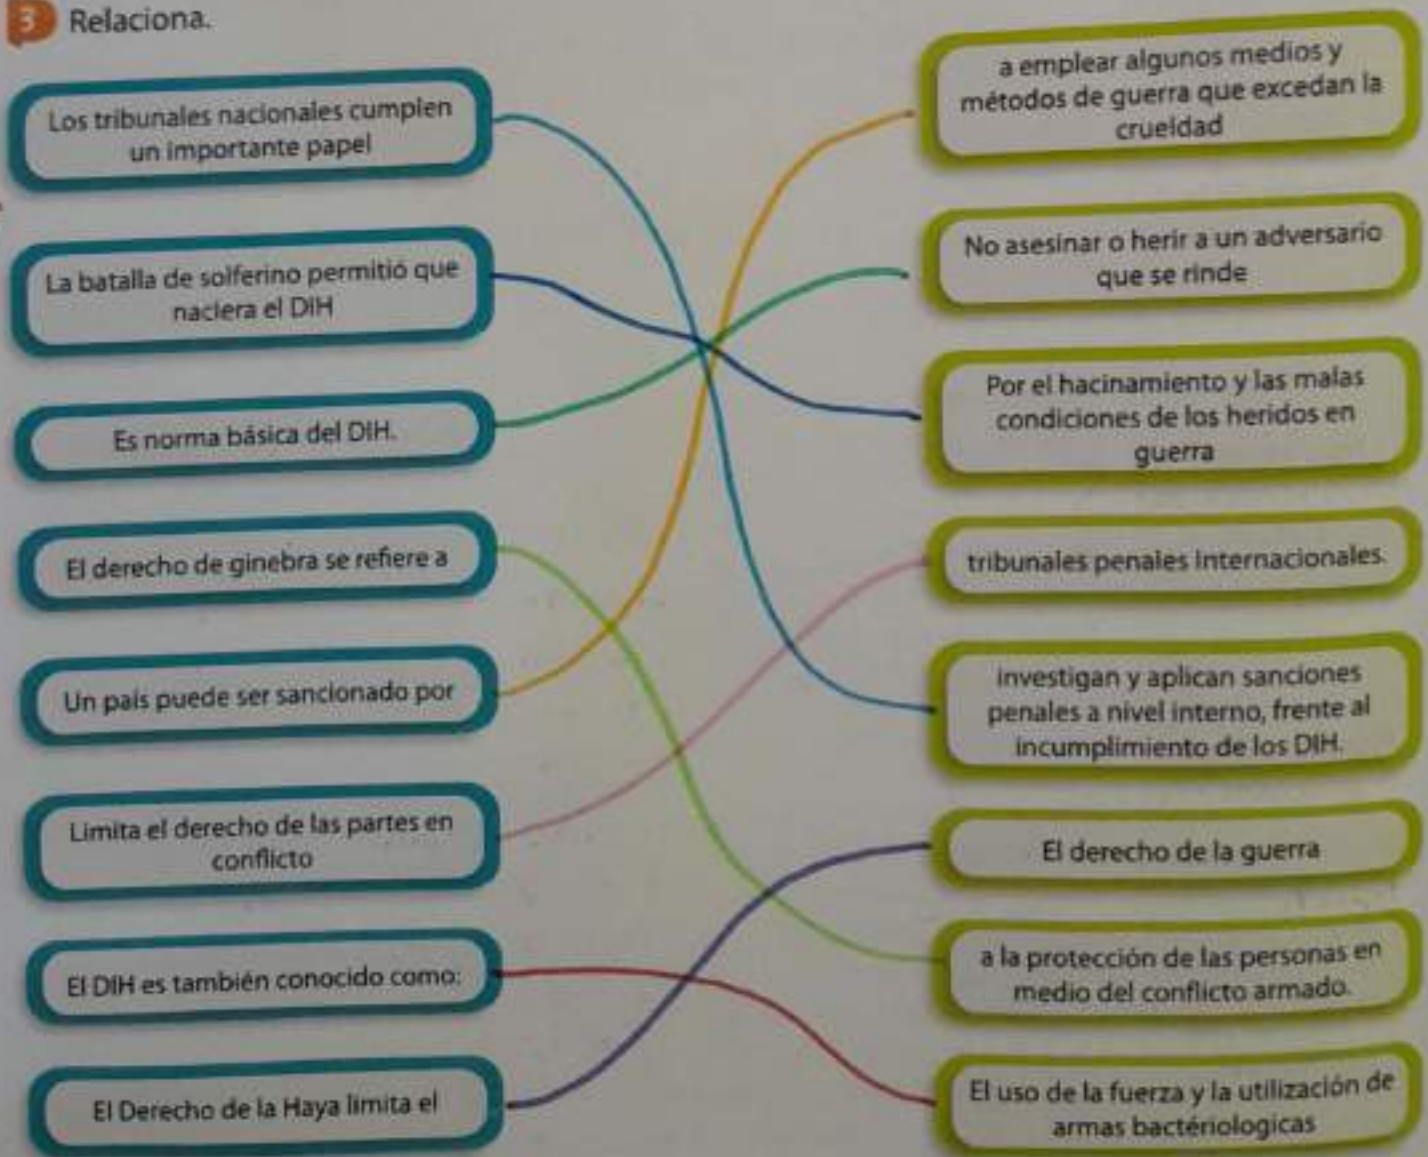 3 Relaciona.
Los tribunales nacionales cumplen
un importante papel
La batalla de solferino permitió que
naciera el DIH
Es norma básica del DIH.
El derecho de ginebra se refiere a
Un país puede ser sancionado por
Limita el derecho de las partes en
conflicto
El DIH es también conocido como:
El Derecho de la Haya limita el
a emplear algunos medios y
métodos de guerra que excedan la
crueldad
No asesinar o herir a un adversario
que se rinde
Por el hacinamiento y las malas
condiciones de los heridos en
guerra
tribunales penales internacionales.
investigan y aplican sanciones
penales a nivel interno, frente al
incumplimiento de los DIH.
El derecho de la guerra
a la protección de las personas en
medio del conflicto armado.
El uso de la fuerza y la utilización de
armas bactériologicas